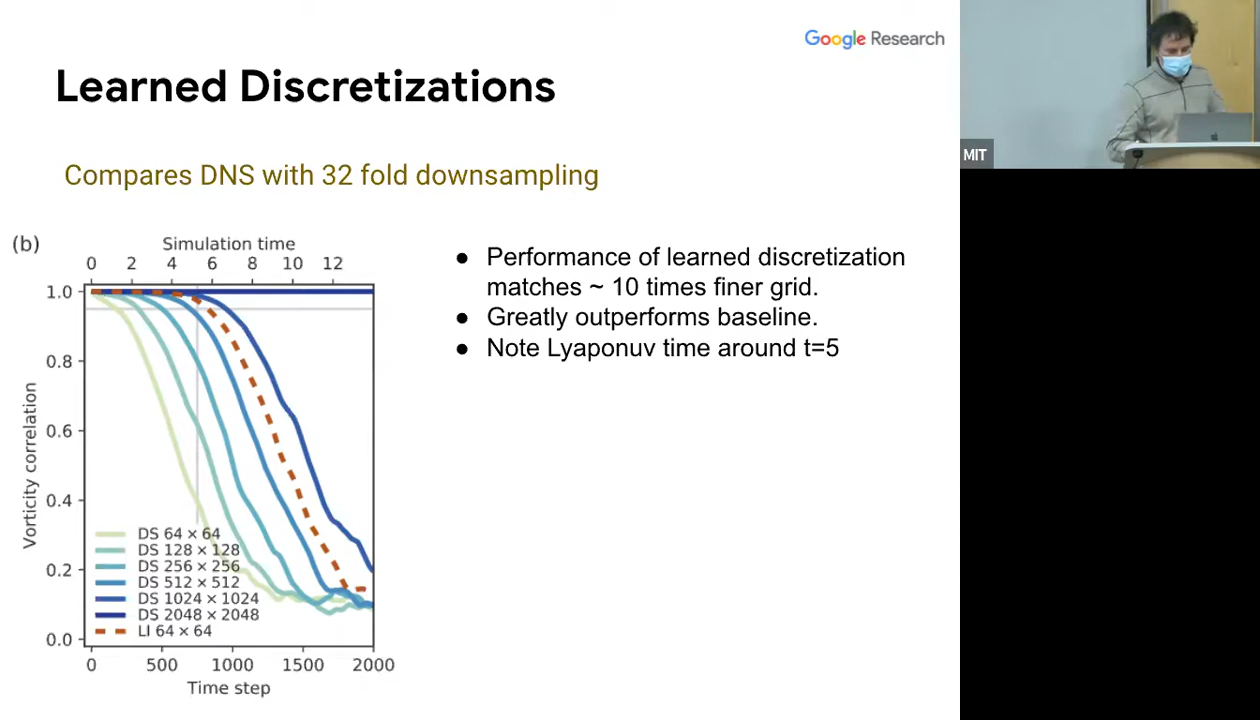 Google Research
Learned Discretizations
MIT
Compares DNS with 32 fold downsampling
(b)
Simulation time
0 2 4 6 8 10 12
1.0
0.8
0.6
0.4
0.2
0.0
Vorticity correlation
DS 64 × 64
DS 128 × 128
DS 256 × 256
DS 512 × 512
DS 1024 × 1024
DS 2048 × 2048
LI 64 × 64
0 500 1000 1500 2000
Time step
● Performance of learned discretization
matches ~ 10 times finer grid.
● Greatly outperforms baseline.
● Note Lyaponuv time around t=5